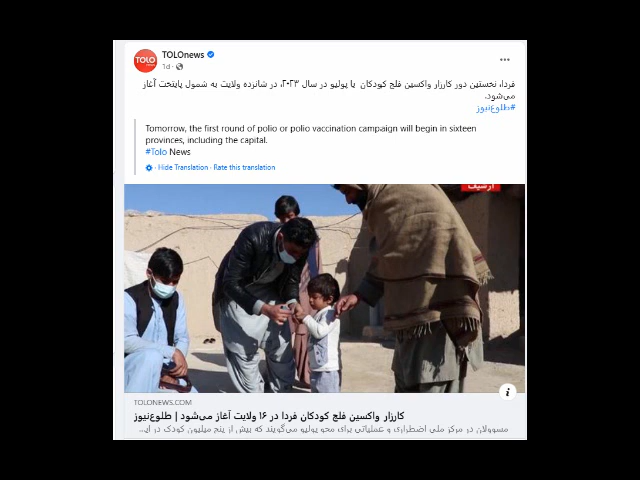 TOLO
TOLOnews
1d ·
فردا، نخستین دور کارزار واکسین فلج کودکان یا پولیو در سال ۲۰۲۳، در شانزده ولایت به شمول پایتخت آغاز
می‌شود.
#طلوع‌نیوز
Tomorrow, the first round of polio or polio vaccination campaign will begin in sixteen
provinces, including the capital.
#Tolo News
· Hide Translation · Rate this translation
آرشیف
TOLONEWS.COM
کارزار واکسین فلج کودکان فردا در ۱۶ ولایت آغاز می‌شود | طلوع‌نیوز
مسوولان در مرکز ملی اضطراری و عملیاتی برای محو پولیو می‌گویند که بیش از پنج میلیون کودک در ای...